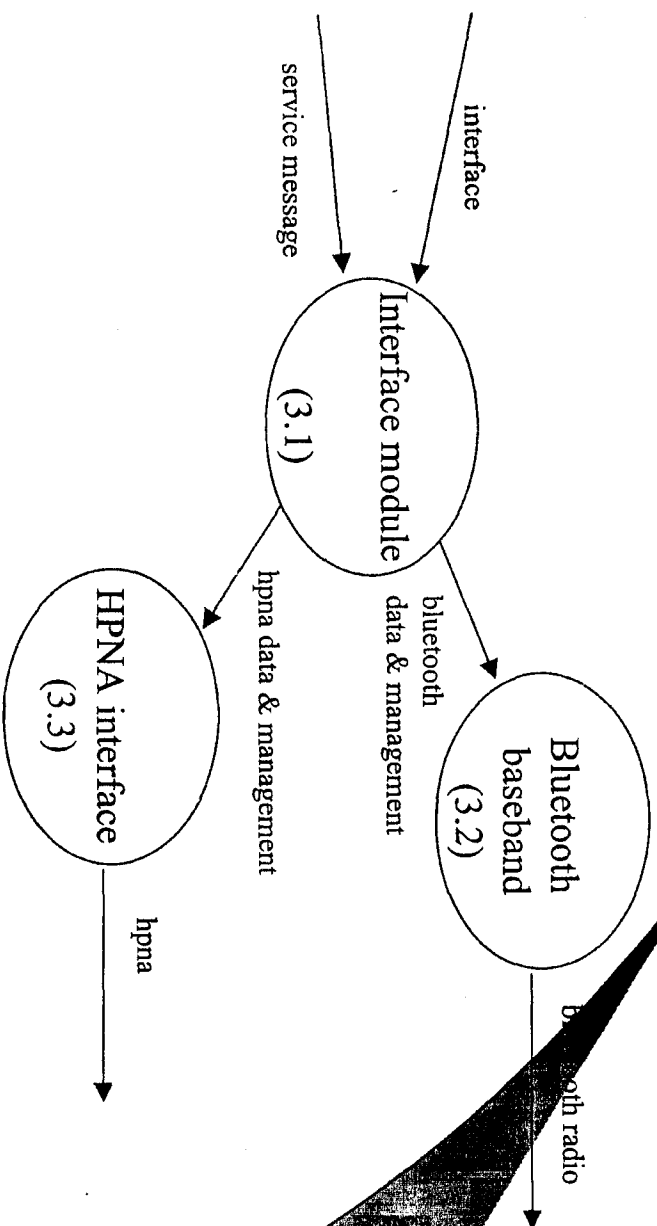 interface
service message
Interface module
(3.1)
bluetooth
data & management
hpna data & management
Bluetooth
baseband
(3.2)
HPNA interface
(3.3)
radio
hpna